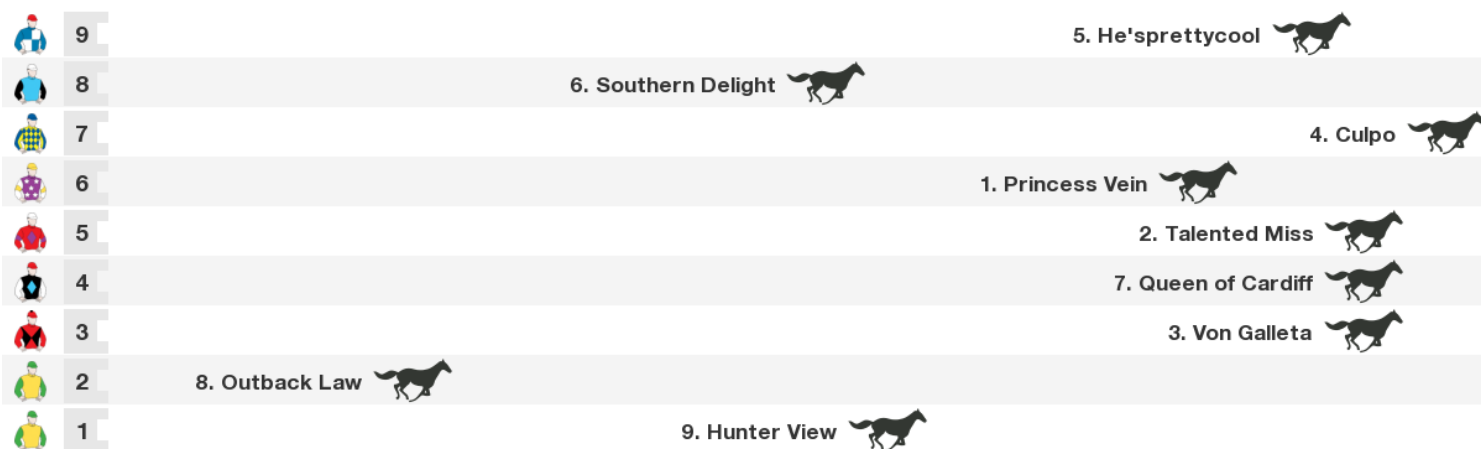 9 5. He'sprettycool
8 6. Southern Delight
7 4. Culpo
6 1. Princess Vein
5 2. Talented Miss
4 7. Queen of Cardiff
3 3. Von Galleta
2 8. Outback Law
1 9. Hunter View